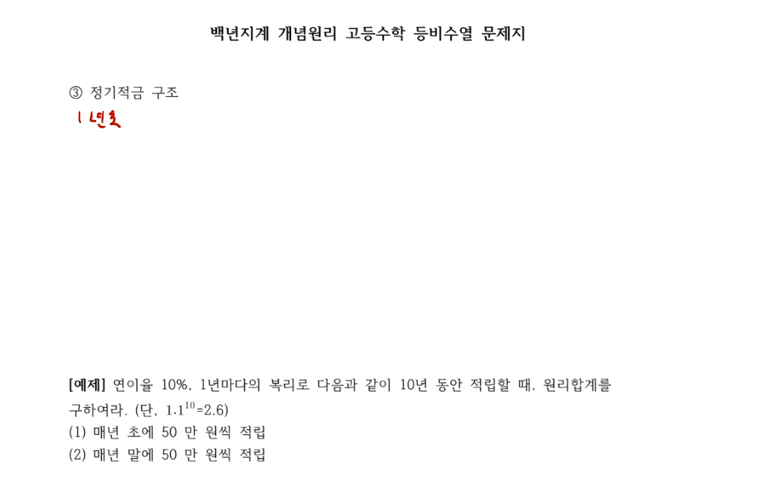 백년지계 개념원리 고등수학 등비수열 문제지
③ 정기적금 구조
1년초
[예제] 연이율 10%, 1년마다의 복리로 다음과 같이 10년 동안 적립할 때, 원리합계를
구하여라. (단, 1.1¹⁰=2.6)
(1) 매년 초에 50 만 원씩 적립
(2) 매년 말에 50 만 원씩 적립